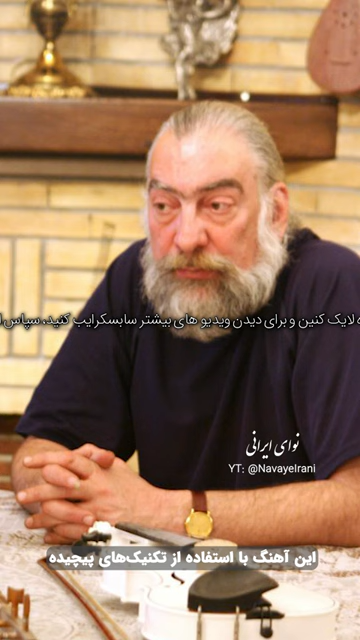 ه لایک کنین و برای دیدن ویدیو های بیشتر سابسکرایب کنید، سپاس
نوای ایرانی
YT: @NavayeIrani
این آهنگ با استفاده از تکنیک‌های پیچیده